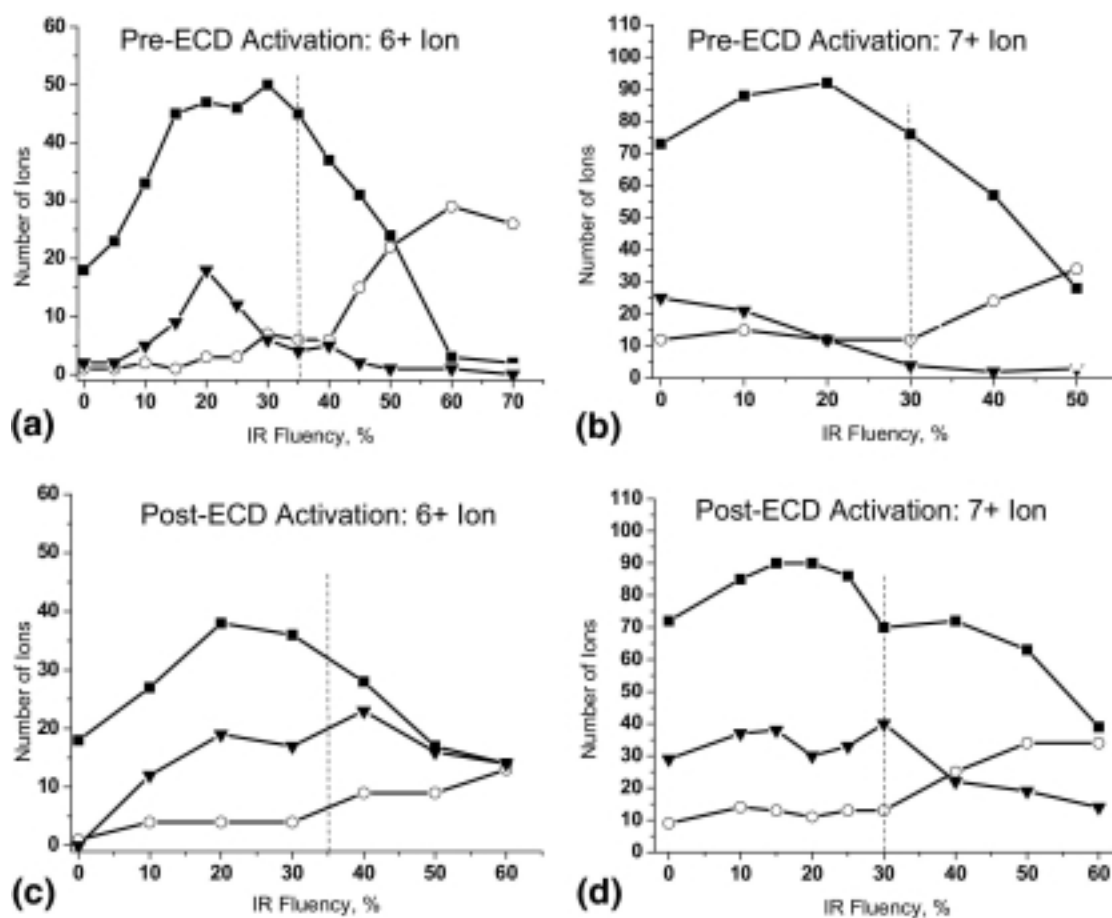 Pre-ECD Activation: 6+ Ion
Number of Ions
60
50
40
30
20
10
0
0 10 20 30 40 50 60 70
IR Fluency, %
(a)
Pre-ECD Activation: 7+ Ion
Number of Ions
110
100
90
80
70
60
50
40
30
20
10
0
0 10 20 30 40 50
IR Fluency, %
(b)
Post-ECD Activation: 6+ Ion
Number of Ions
60
50
40
30
20
10
0
0 10 20 30 40 50 60
IR Fluency, %
(c)
Post-ECD Activation: 7+ Ion
Number of Ions
110
100
90
80
70
60
50
40
30
20
10
0
0 10 20 30 40 50 60
IR Fluency, %
(d)